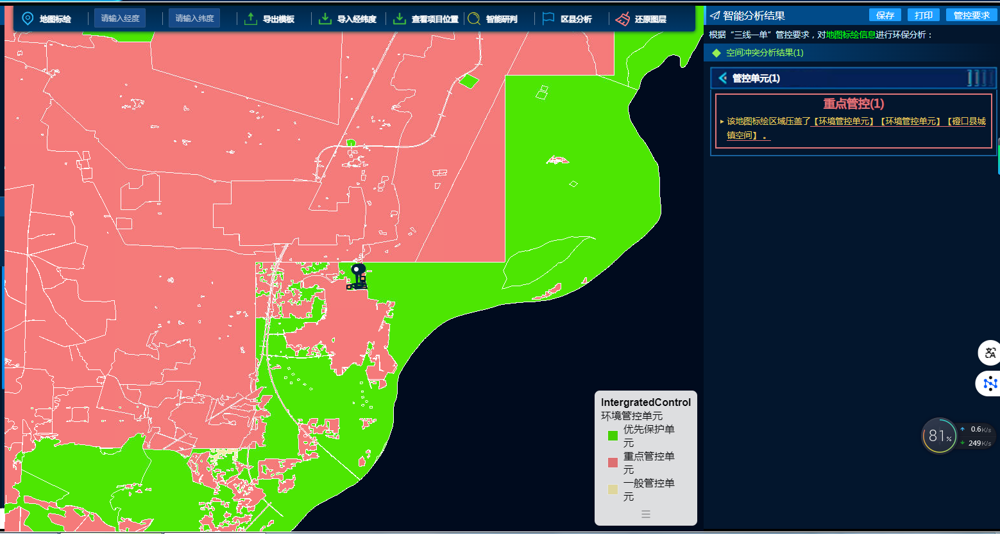 地图标绘
请输入经度
请输入纬度
导出模板
导入经纬度
查看项目位置
智能研判
区县分析
还原图层
智能分析结果
保存
打印
管控要求
根据“三线一单”管控要求，对地图标绘信息进行环保分析：
空间冲突分析结果(1)
管控单元(1)
重点管控(1)
该地图标绘区域压盖了【环境管控单元】【环境管控单元】【磴口县城
镇空间】 。
IntergratedControl
环境管控单元
优先保护单
元
重点管控单
元
一般管控单
元
81%
0.6K/s
249K/s